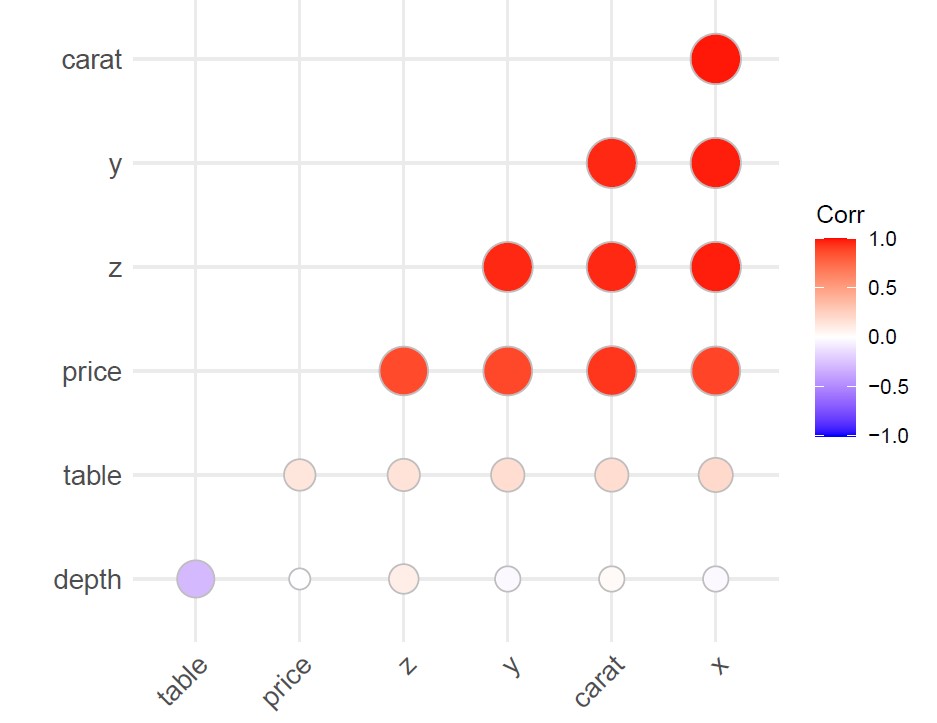 carat
y
z
price
table
depth
table
price
z
y
carat
x
Corr
1.0
0.5
0.0
−0.5
−1.0